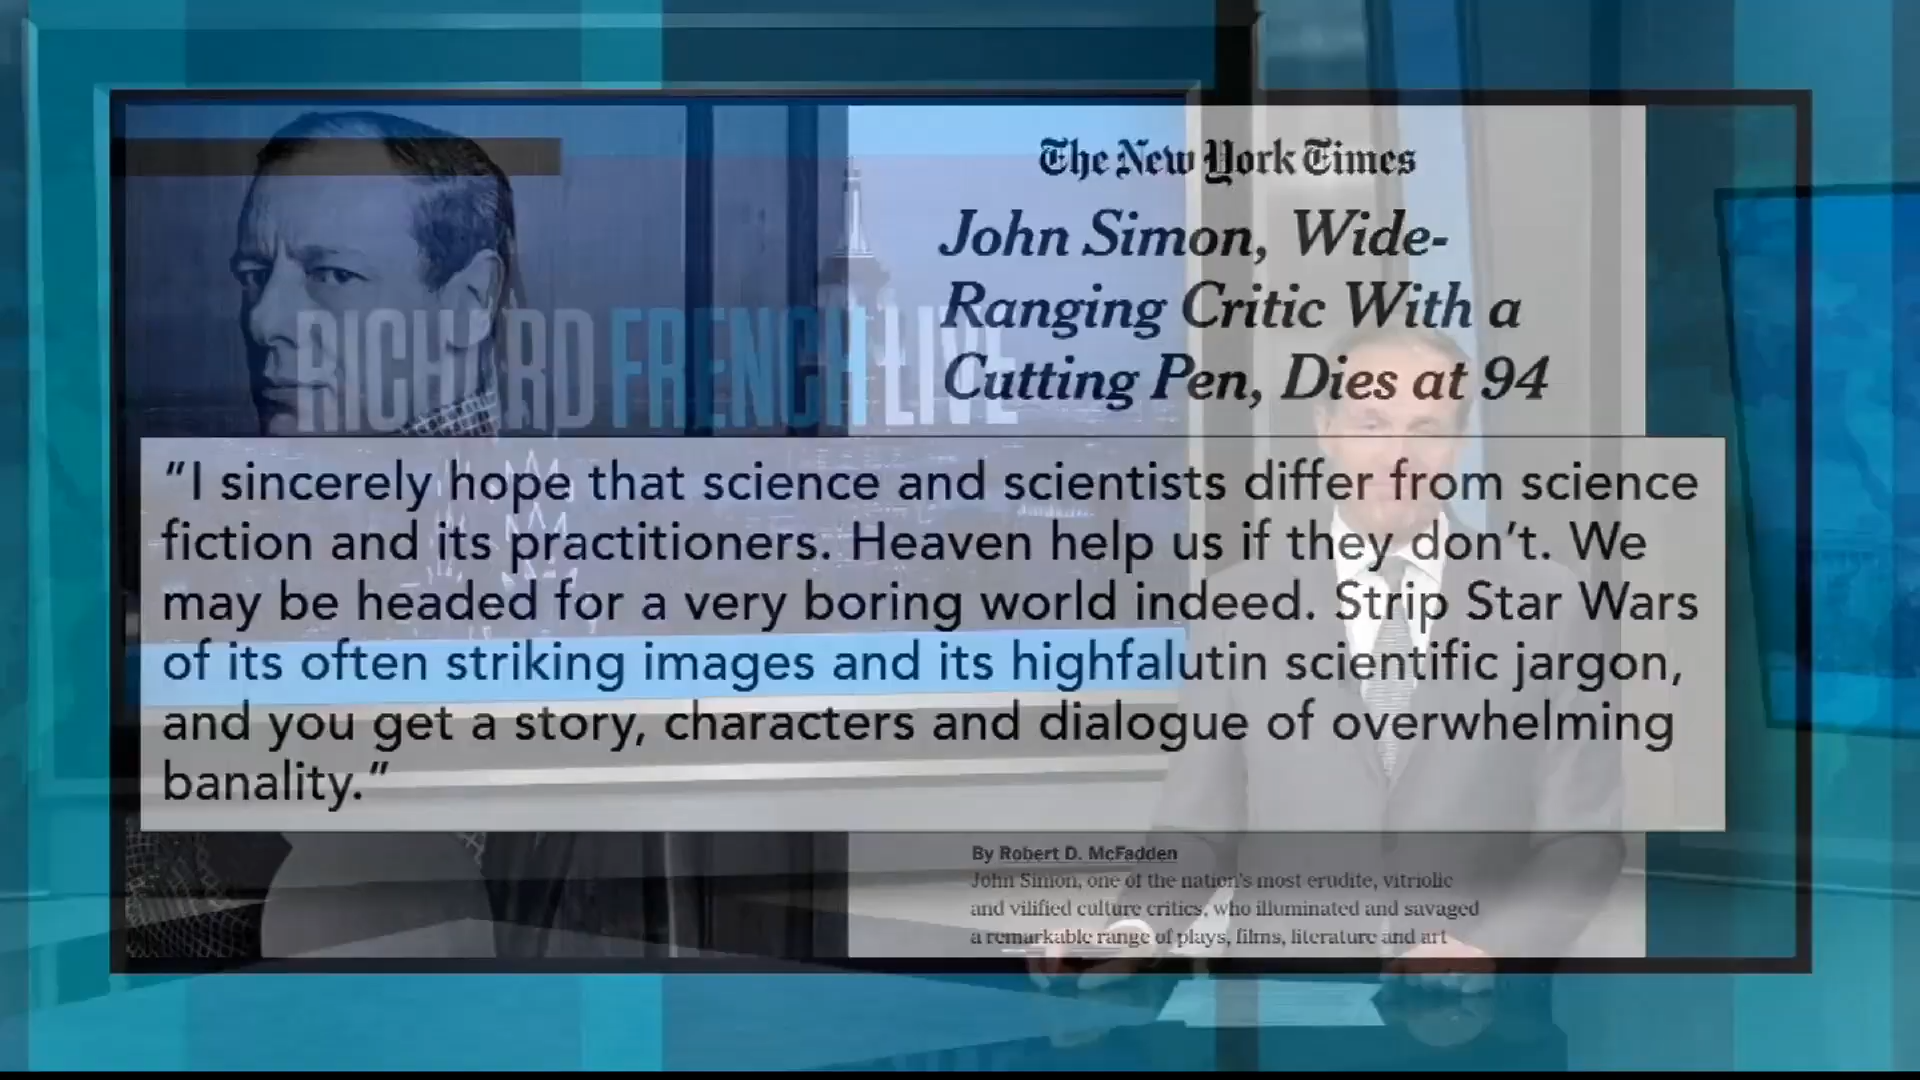 The New York Times
John Simon, Wide-
Ranging Critic With a
Cutting Pen, Dies at 94
RICHARD FRENCH LIVE
“I sincerely hope that science and scientists differ from science
fiction and its practitioners. Heaven help us if they don’t. We
may be headed for a very boring world indeed. Strip Star Wars
of its often striking images and its highfalutin scientific jargon,
and you get a story, characters and dialogue of overwhelming
banality.”
By Robert D. McFadden
John Simon, one of the nation's most erudite, vitriolic
and vilified culture critics, who illuminated and savaged
a remarkable range of plays, films, literature and art